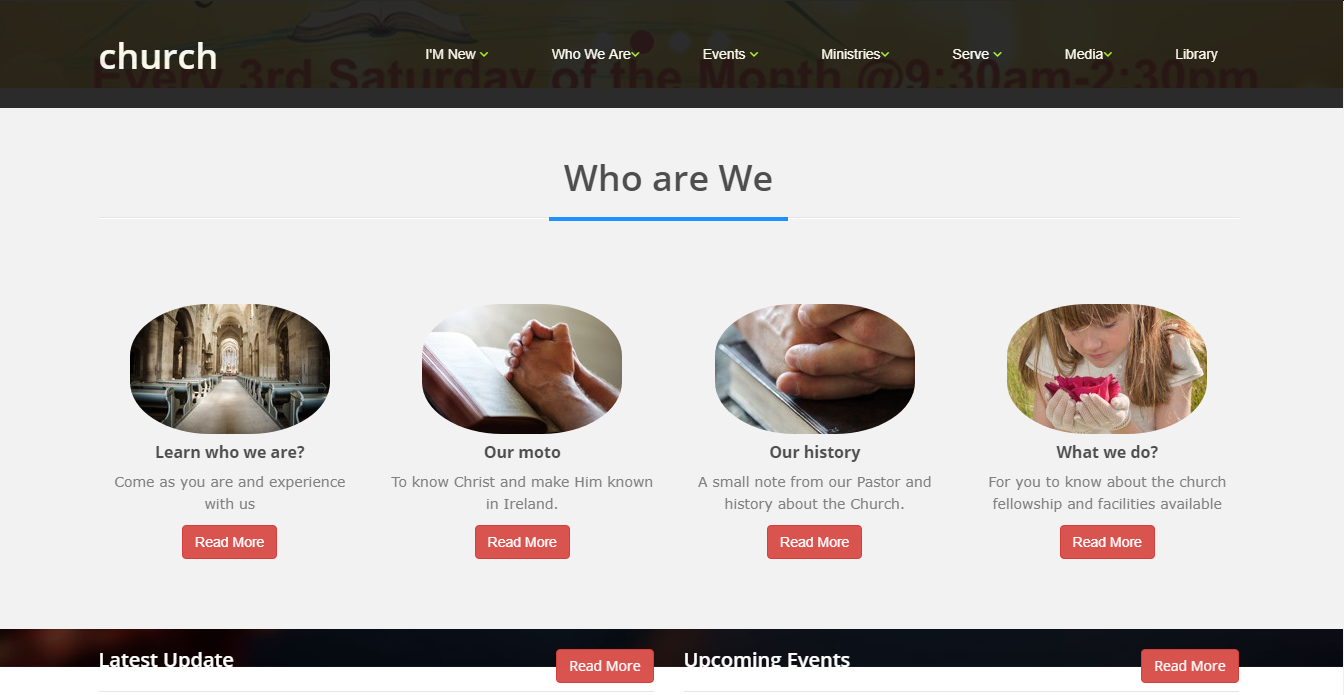 church
I'M New
Who We Are
Events
Ministries
Serve
Media
Library
Every 3rd Saturday of the Month @9:30am-2:30pm
Who are We
Learn who we are?
Come as you are and experience
with us
Read More
Our moto
To know Christ and make Him known
in Ireland.
Read More
Our history
A small note from our Pastor and
history about the Church.
Read More
What we do?
For you to know about the church
fellowship and facilities available
Read More
Latest Update
Read More
Upcoming Events
Read More